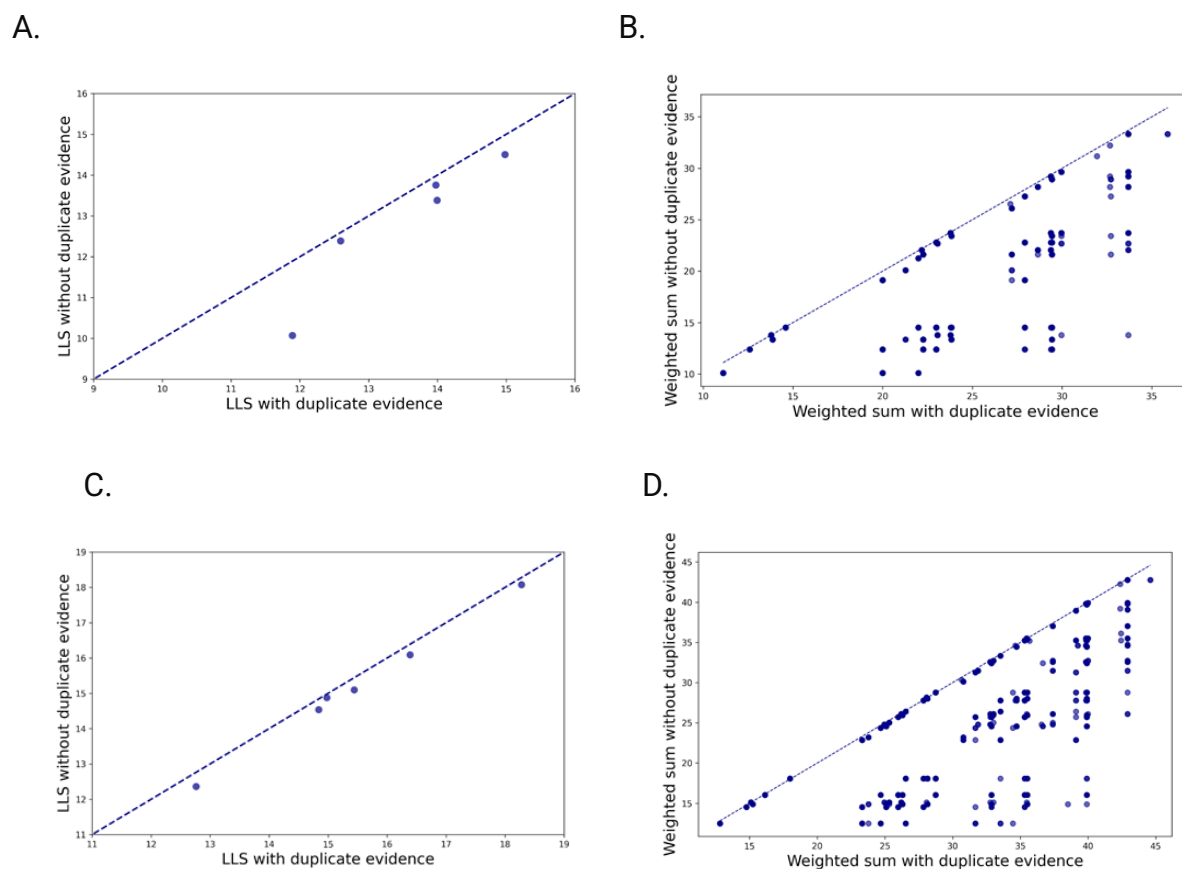 A.
LLS without duplicate evidence
16
15
14
13
12
11
10
9
9 10 11 12 13 14 15 16
LLS with duplicate evidence
B.
Weighted sum without duplicate evidence
35
30
25
20
15
10
10 15 20 25 30 35
Weighted sum with duplicate evidence
C.
LLS without duplicate evidence
19
18
17
16
15
14
13
12
11
11 12 13 14 15 16 17 18 19
LLS with duplicate evidence
D.
Weighted sum without duplicate evidence
45
40
35
30
25
20
15
15 20 25 30 35 40 45
Weighted sum with duplicate evidence